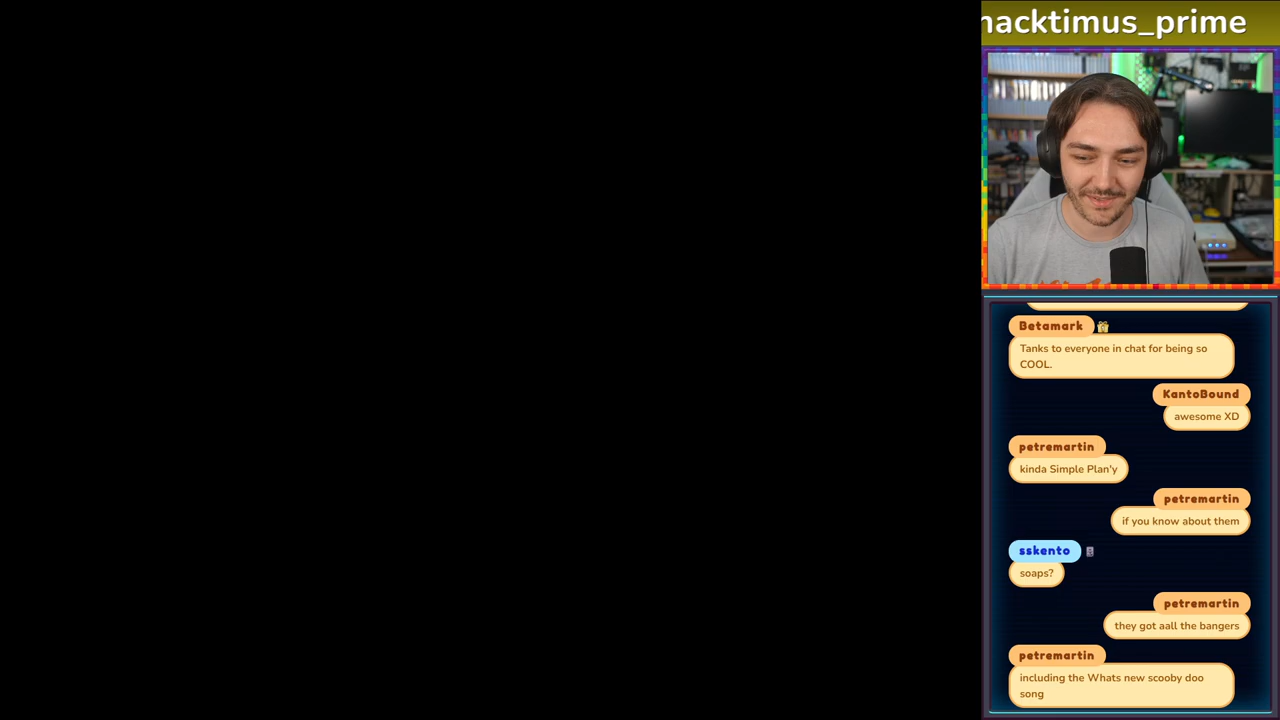 hacktimus_prime
Betamark
Tanks to everyone in chat for being so
COOL.
KantoBound
awesome XD
petremartin
kinda Simple Plan'y
petremartin
if you know about them
sskento
soaps?
petremartin
they got aall the bangers
petremartin
including the Whats new scooby doo
song